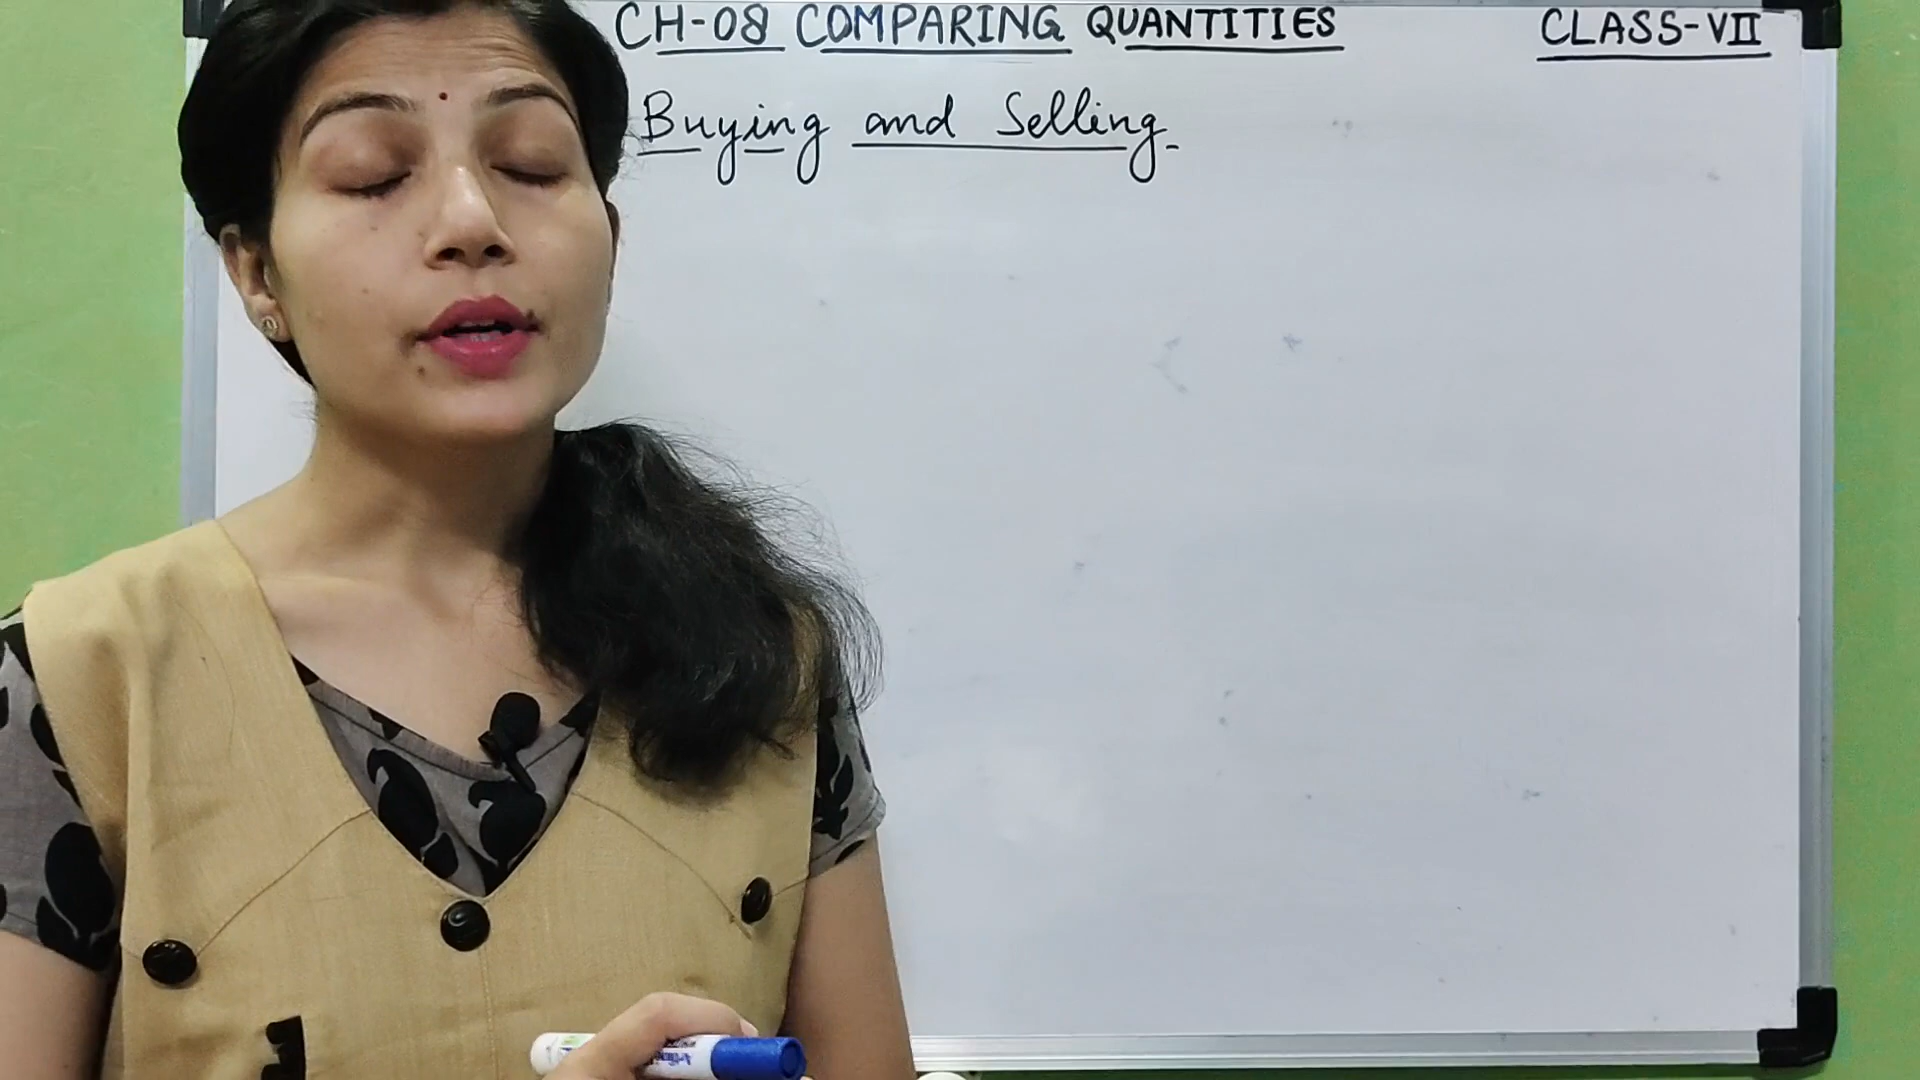 CH-08 COMPARING QUANTITIES CLASS-VII
Buying and Selling